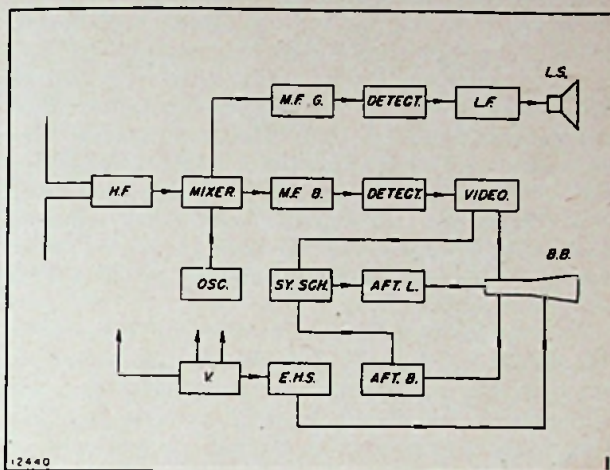 L.S.
M.F. G.
DETECT.
L.F.
H.F
MIXER.
M.F. B.
DETECT.
VIDEO.
B.B.
OSC.
SY. SCH.
AFT. L.
V.
E.H.S.
AFT. B.
12440